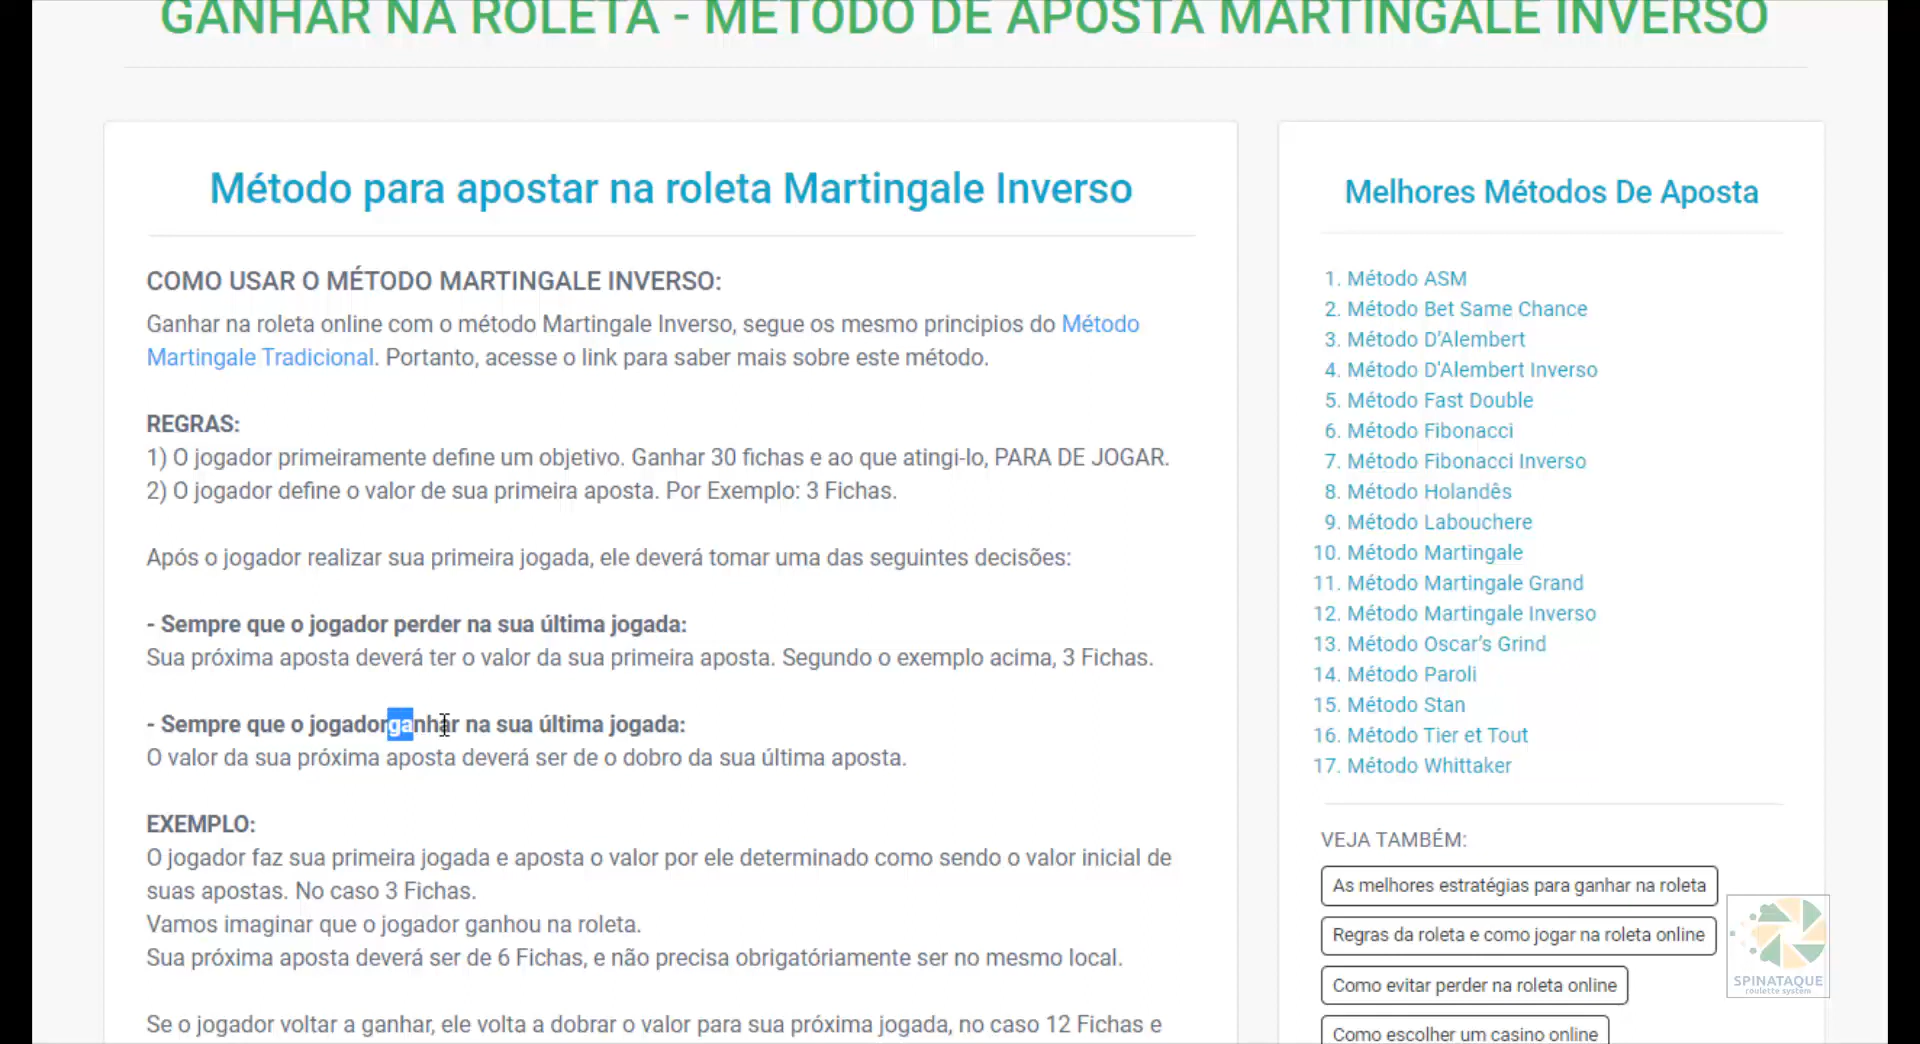 GANHAR NA ROLETA - MÉTODO DE APOSTA MARTINGALE INVERSO
Método para apostar na roleta Martingale Inverso
COMO USAR O MÉTODO MARTINGALE INVERSO:
Ganhar na roleta online com o método Martingale Inverso, segue os mesmo principios do Método
Martingale Tradicional. Portanto, acesse o link para saber mais sobre este método.
REGRAS:
1) O jogador primeiramente define um objetivo. Ganhar 30 fichas e ao que atingi-lo, PARA DE JOGAR.
2) O jogador define o valor de sua primeira aposta. Por Exemplo: 3 Fichas.
Após o jogador realizar sua primeira jogada, ele deverá tomar uma das seguintes decisões:
- Sempre que o jogador perder na sua última jogada:
Sua próxima aposta deverá ter o valor da sua primeira aposta. Segundo o exemplo acima, 3 Fichas.
- Sempre que o jogador ganhar na sua última jogada:
O valor da sua próxima aposta deverá ser de o dobro da sua última aposta.
EXEMPLO:
O jogador faz sua primeira jogada e aposta o valor por ele determinado como sendo o valor inicial de
suas apostas. No caso 3 Fichas.
Vamos imaginar que o jogador ganhou na roleta.
Sua próxima aposta deverá ser de 6 Fichas, e não precisa obrigatóriamente ser no mesmo local.
Se o jogador voltar a ganhar, ele volta a dobrar o valor para sua próxima jogada, no caso 12 Fichas e
Melhores Métodos De Aposta
1. Método ASM
2. Método Bet Same Chance
3. Método D'Alembert
4. Método D'Alembert Inverso
5. Método Fast Double
6. Método Fibonacci
7. Método Fibonacci Inverso
8. Método Holandês
9. Método Labouchere
10. Método Martingale
11. Método Martingale Grand
12. Método Martingale Inverso
13. Método Oscar’s Grind
14. Método Paroli
15. Método Stan
16. Método Tier et Tout
17. Método Whittaker
VEJA TAMBÉM:
As melhores estratégias para ganhar na roleta
Regras da roleta e como jogar na roleta online
Como evitar perder na roleta online
Como escolher um casino online
SPINATAQUE
roulette system